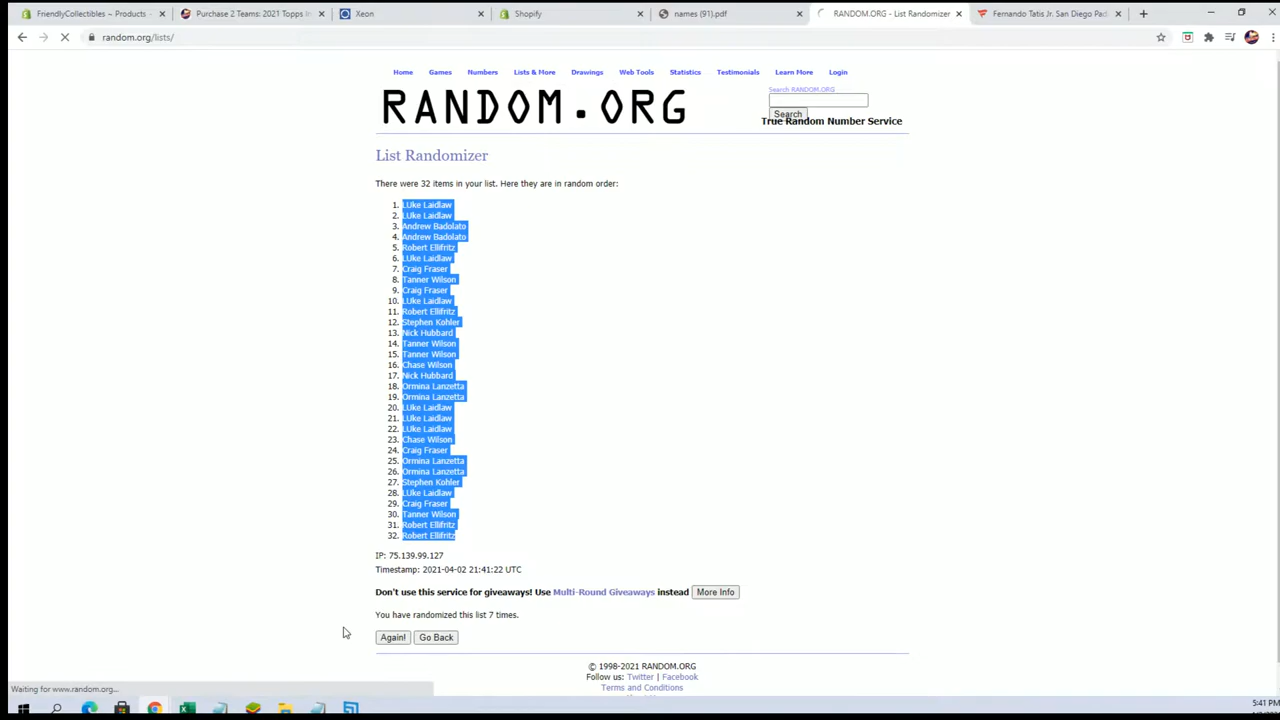 FriendlyCollectibles ~ Products
Purchase 2 Teams: 2021 Topps In
Xeon
Shopify
names (91).pdf
RANDOM.ORG - List Randomizer
Fernando Tatis Jr. San Diego Pad
random.org/lists/
Home Games Numbers Lists & More Drawings Web Tools Statistics Testimonials Learn More Login
RANDOM.ORG
Search RANDOM.ORG
Search
True Random Number Service
List Randomizer
There were 32 items in your list. Here they are in random order:
1. LUke Laidlaw
2. LUke Laidlaw
3. Andrew Badolato
4. Andrew Badolato
5. Robert Ellifritz
6. LUke Laidlaw
7. Craig Fraser
8. Tanner Wilson
9. Craig Fraser
10. LUke Laidlaw
11. Robert Ellifritz
12. Stephen Kohler
13. Nick Hubbard
14. Tanner Wilson
15. Tanner Wilson
16. Chase Wilson
17. Nick Hubbard
18. Ormina Lanzetta
19. Ormina Lanzetta
20. LUke Laidlaw
21. LUke Laidlaw
22. LUke Laidlaw
23. Chase Wilson
24. Craig Fraser
25. Ormina Lanzetta
26. Ormina Lanzetta
27. Stephen Kohler
28. LUke Laidlaw
29. Craig Fraser
30. Tanner Wilson
31. Robert Ellifritz
32. Robert Ellifritz
IP: 75.139.99.127
Timestamp: 2021-04-02 21:41:22 UTC
Don't use this service for giveaways! Use Multi-Round Giveaways instead More Info
You have randomized this list 7 times.
Again! Go Back
© 1998-2021 RANDOM.ORG
Follow us: Twitter | Facebook
Terms and Conditions
Waiting for www.random.org...
5:41 PM